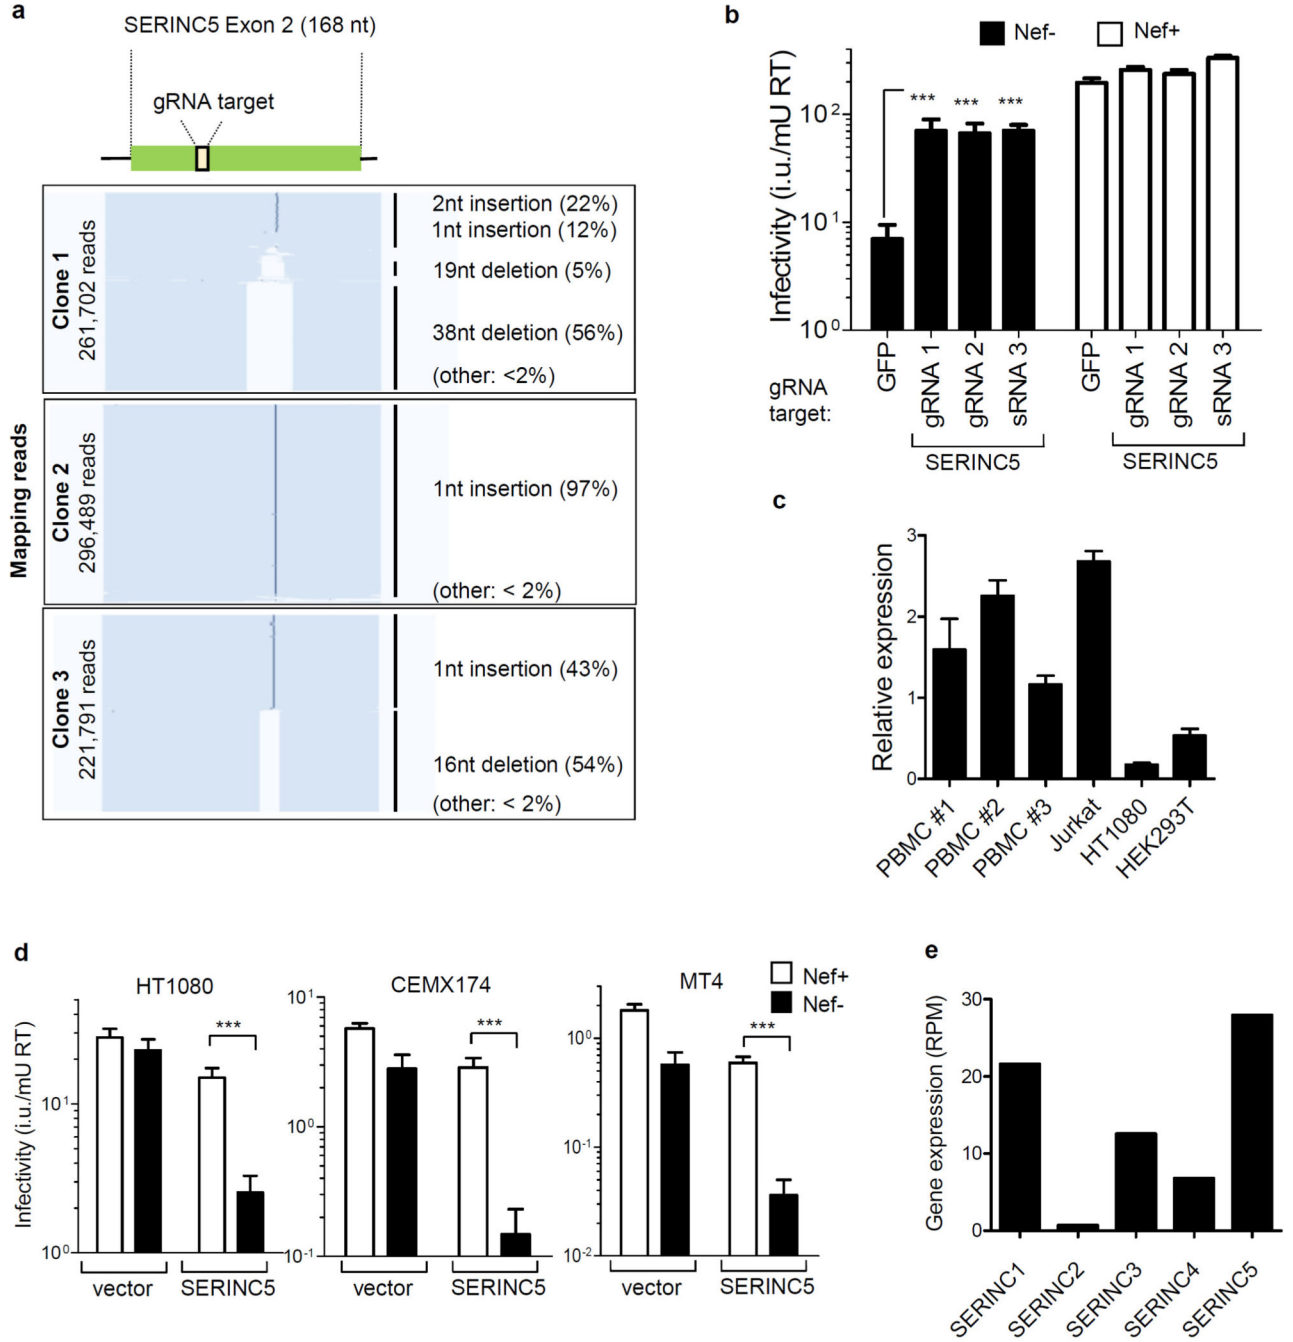 a
SERINC5 Exon 2 (168 nt)
gRNA target
Mapping reads
Clone 1
261,702 reads
2nt insertion (22%)
1nt insertion (12%)
19nt deletion (5%)
38nt deletion (56%)
(other: <2%)
Clone 2
296,489 reads
1nt insertion (97%)
(other: < 2%)
Clone 3
221,791 reads
1nt insertion (43%)
16nt deletion (54%)
(other: < 2%)
b
Nef- Nef+
Infectivity (i.u./mU RT)
10²
10¹
10⁰
*** *** ***
gRNA target:
GFP gRNA 1 gRNA 2 sRNA 3 GFP gRNA 1 gRNA 2 sRNA 3
SERINC5 SERINC5
c
Relative expression
3
2
1
0
PBMC #1 PBMC #2 PBMC #3 Jurkat HT1080 HEK293T
d
Nef+
Nef-
Infectivity (i.u./mU RT)
HT1080
10¹
10⁰
***
vector SERINC5
CEMX174
10¹
10⁰
10⁻¹
***
vector SERINC5
MT4
10⁰
10⁻¹
10⁻²
***
vector SERINC5
e
Gene expression (RPM)
30
20
10
0
SERINC1 SERINC2 SERINC3 SERINC4 SERINC5